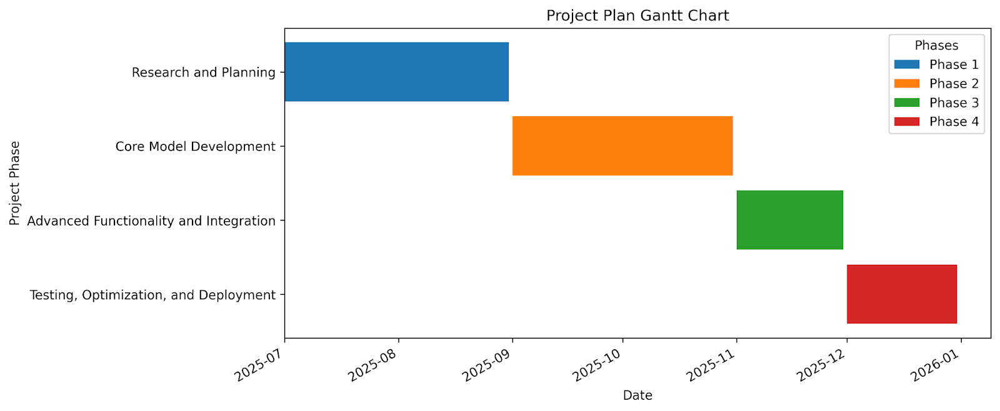 Project Plan Gantt Chart
Phases
Phase 1
Phase 2
Phase 3
Phase 4
Project Phase
Research and Planning
Core Model Development
Advanced Functionality and Integration
Testing, Optimization, and Deployment
2025-07
2025-08
2025-09
2025-10
2025-11
2025-12
2026-01
Date